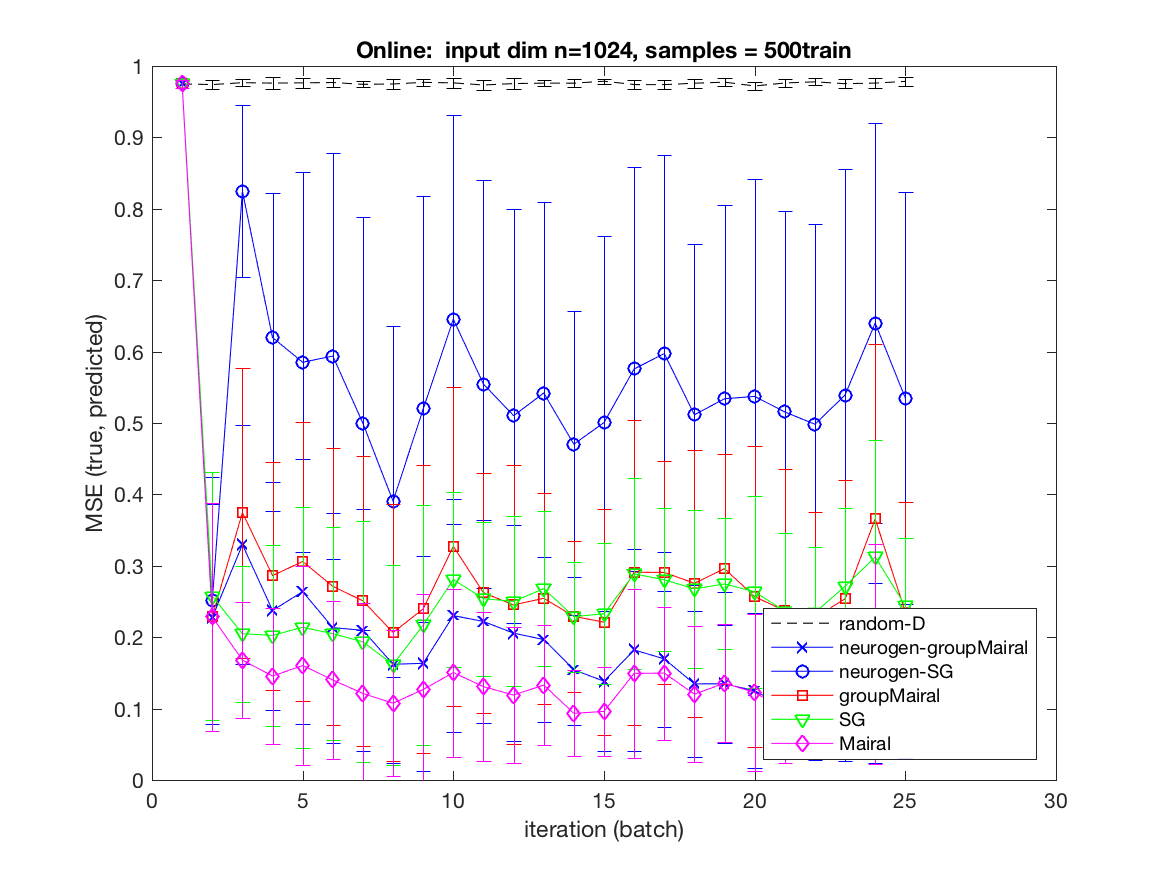 Online:  input dim n=1024, samples = 500train
MSE (true, predicted)
1
0.9
0.8
0.7
0.6
0.5
0.4
0.3
0.2
0.1
0
0 5 10 15 20 25 30
iteration (batch)
random-D
neurogen-groupMairal
neurogen-SG
groupMairal
SG
Mairal